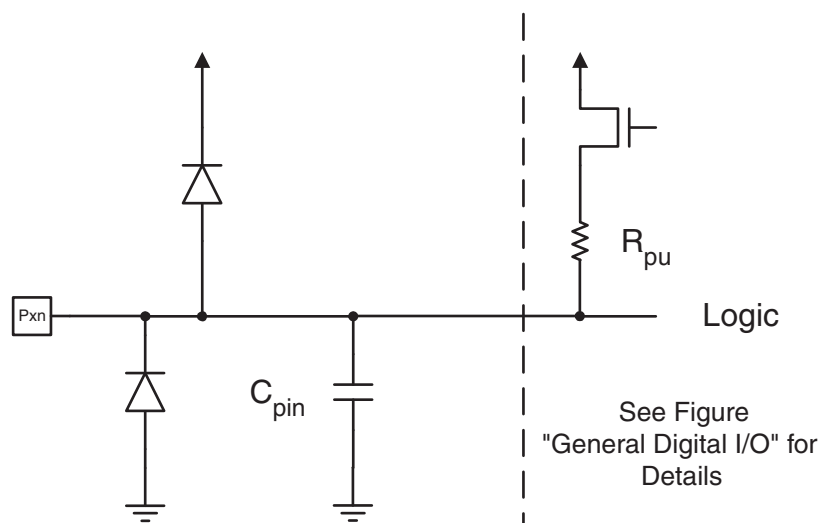 R_pu
Pxn
Logic
C_pin
See Figure
"General Digital I/O" for
Details